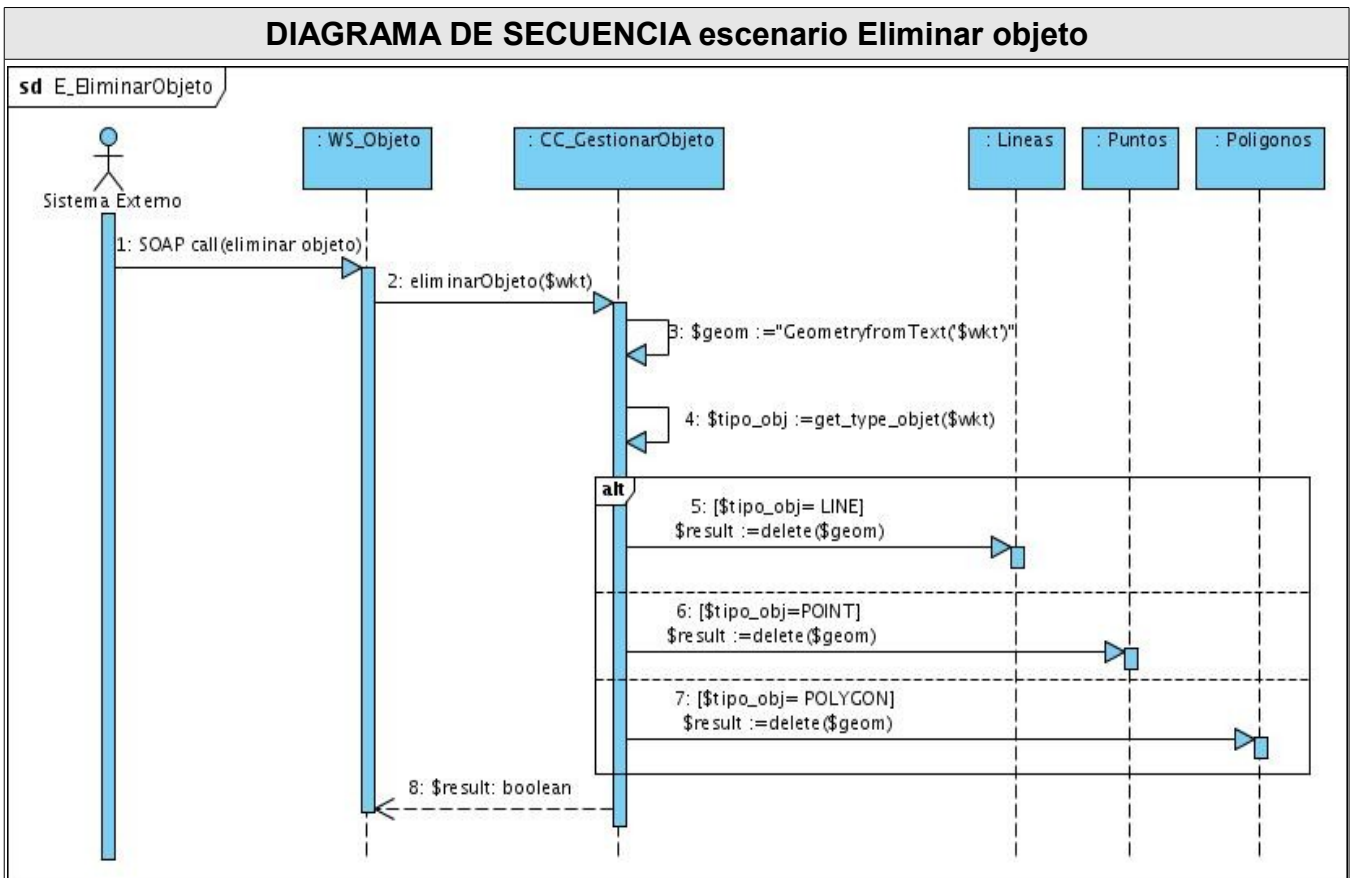 DIAGRAMA DE SECUENCIA escenario Eliminar objeto
sd E_EliminarObjeto
: WS_Objeto
: CC_GestionarObjeto
: Lineas
: Puntos
: Poligonos
Sistema Externo
1: SOAP call(eliminar objeto)
2: eliminarObjeto($wkt)
3: $geom :="GeometryfromText('$wkt')"
4: $tipo_obj :=get_type_objet($wkt)
alt
5: [$tipo_obj= LINE]
$result :=delete($geom)
6: [$tipo_obj=POINT]
$result :=delete($geom)
7: [$tipo_obj= POLYGON]
$result :=delete($geom)
8: $result: boolean